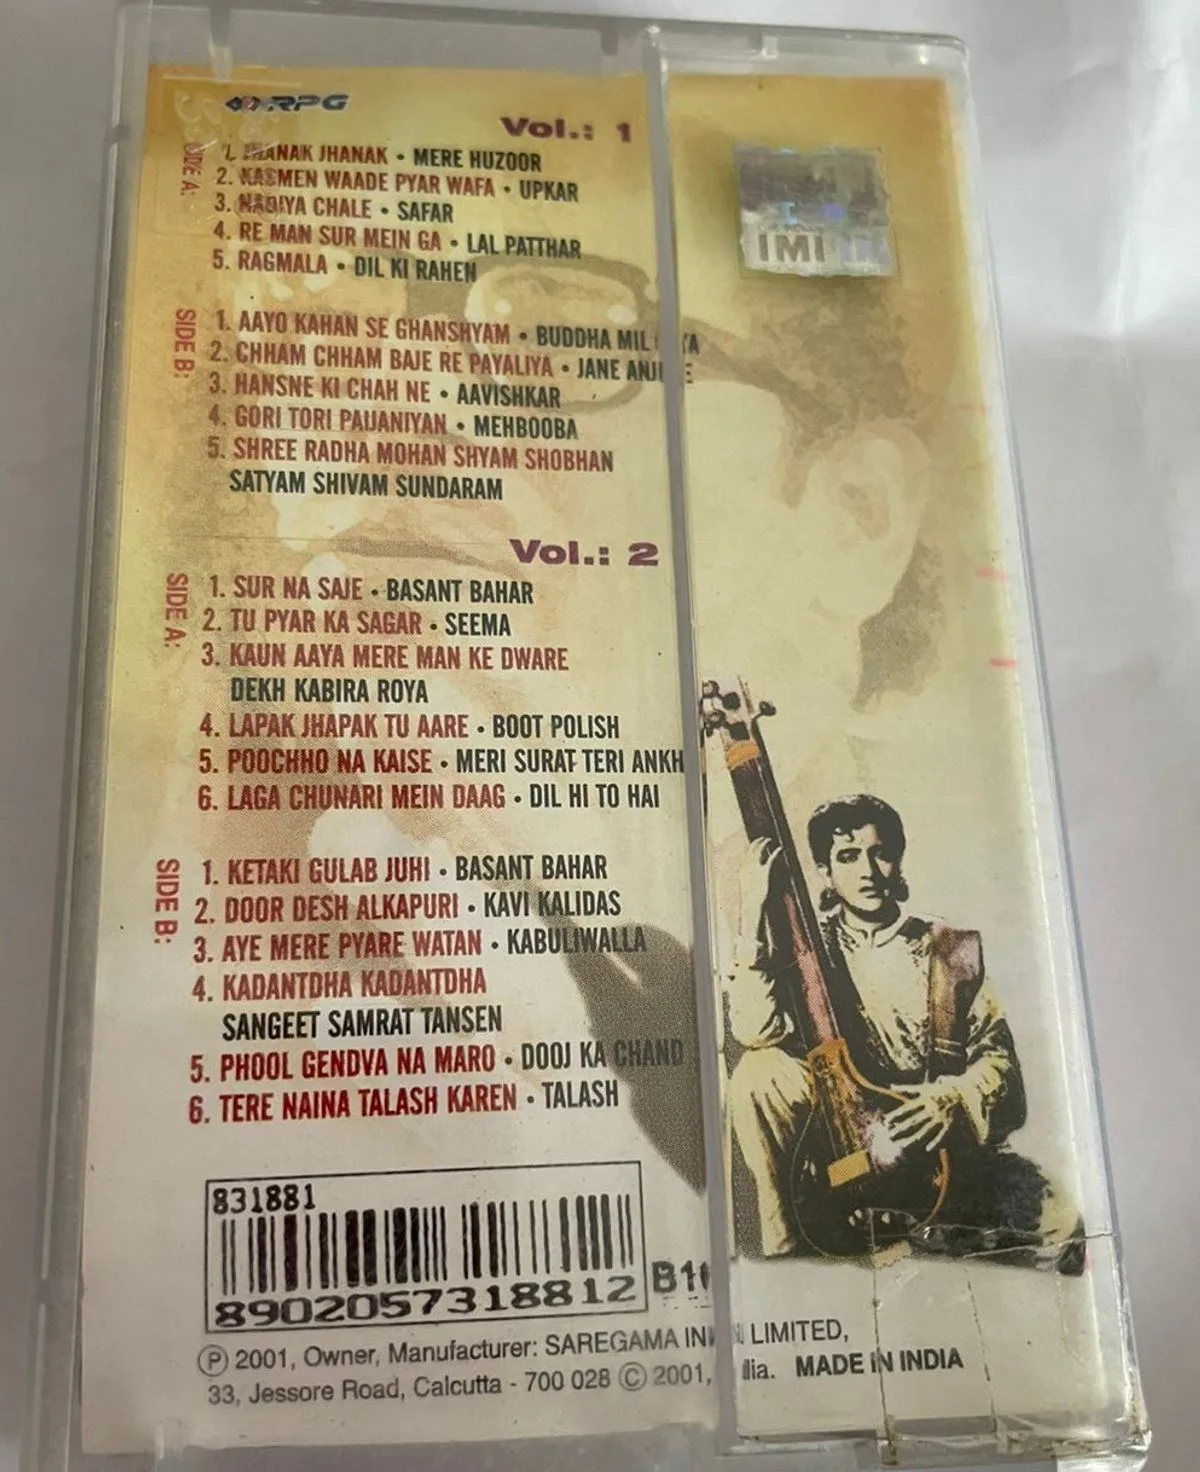 RPG
Vol.: 1
SIDE A:
1. JHANAK JHANAK • MERE HUZOOR
2. KASMEN WAADE PYAR WAFA • UPKAR
3. NADIYA CHALE • SAFAR
4. RE MAN SUR MEIN GA • LAL PATTHAR
5. RAGMALA • DIL KI RAHEN
SIDE B:
1. AAYO KAHAN SE GHANSHYAM • BUDDHA MIL
2. CHHAM CHHAM BAJE RE PAYALIYA • JANE
3. HANSNE KI CHAH NE • AAVISHKAR
4. GORI TORI PAIJANIYAN • MEHBOOBA
5. SHREE RADHA MOHAN SHYAM SHOBHAN
SATYAM SHIVAM SUNDARAM
Vol.: 2
SIDE A:
1. SUR NA SAJE • BASANT BAHAR
2. TU PYAR KA SAGAR • SEEMA
3. KAUN AAYA MERE MAN KE DWARE
DEKH KABIRA ROYA
4. LAPAK JHAPAK TU AARE • BOOT POLISH
5. POOCHHO NA KAISE • MERI SURAT TERI ANKH
6. LAGA CHUNARI MEIN DAAG • DIL HI TO HAI
SIDE B:
1. KETAKI GULAB JUHI • BASANT BAHAR
2. DOOR DESH ALKAPURI • KAVI KALIDAS
3. AYE MERE PYARE WATAN • KABULIWALLA
4. KADANTDHA KADANTDHA
SANGEET SAMRAT TANSEN
5. PHOOL GENDVA NA MARO • DOOJ KA CHAND
6. TERE NAINA TALASH KAREN • TALASH
831881
8902057318812
Ⓟ 2001, Owner, Manufacturer: SAREGAMA LIMITED,
33, Jessore Road, Calcutta - 700 028 © 2001, MADE IN INDIA
IMI